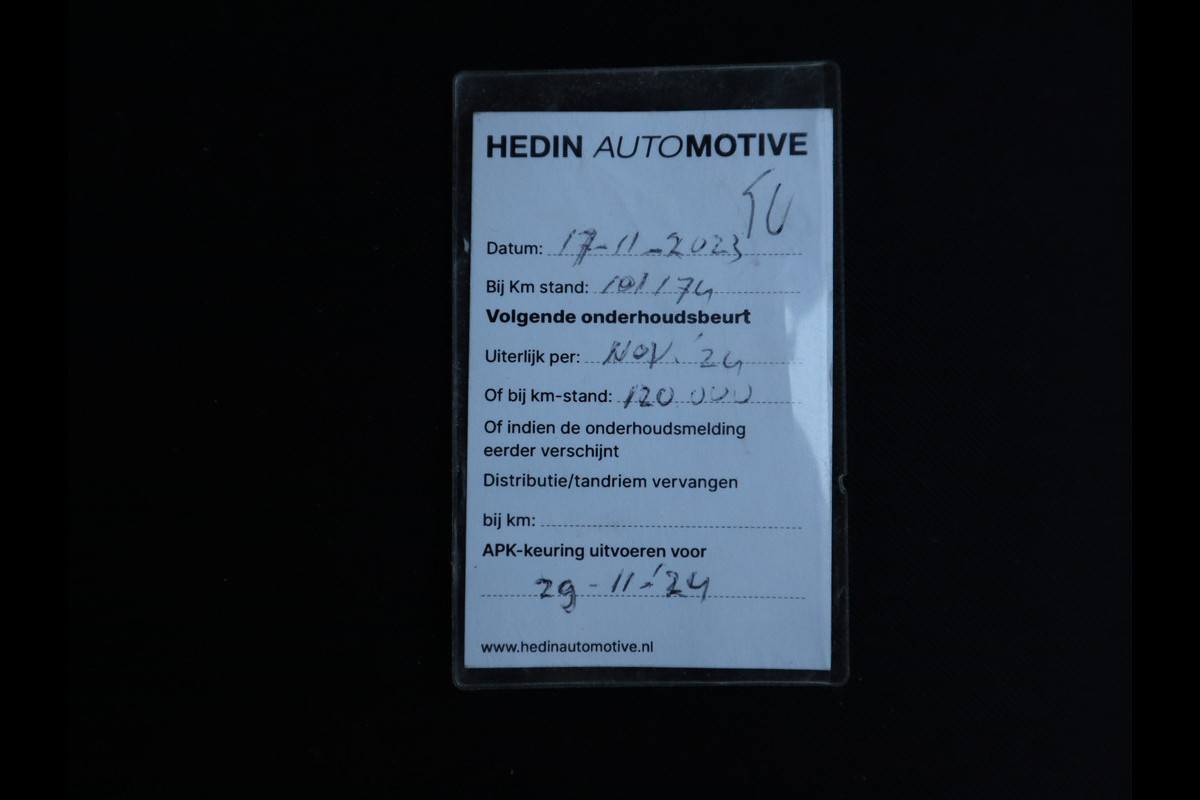 HEDIN AUTOMOTIVE
Datum: 17-11-2023
Bij Km stand: 101174
Volgende onderhoudsbeurt
Uiterlijk per: NOV. '24
Of bij km-stand: 120.000
Of indien de onderhoudsmelding
eerder verschijnt
Distributie/tandriem vervangen
bij km:
APK-keuring uitvoeren voor
29-11-'24
www.hedinautomotive.nl